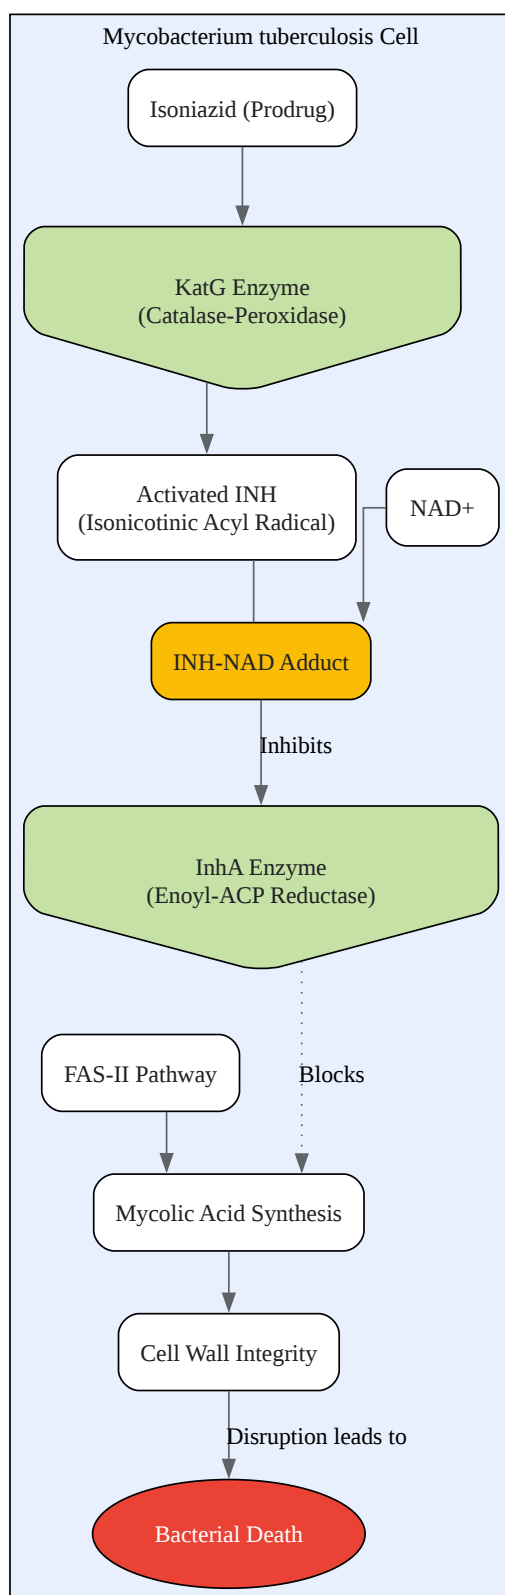 Mycobacterium tuberculosis Cell
Isoniazid (Prodrug)
KatG Enzyme
(Catalase-Peroxidase)
Activated INH
(Isonicotinic Acyl Radical)
NAD+
INH-NAD Adduct
Inhibits
InhA Enzyme
(Enoyl-ACP Reductase)
FAS-II Pathway
Blocks
Mycolic Acid Synthesis
Cell Wall Integrity
Disruption leads to
Bacterial Death